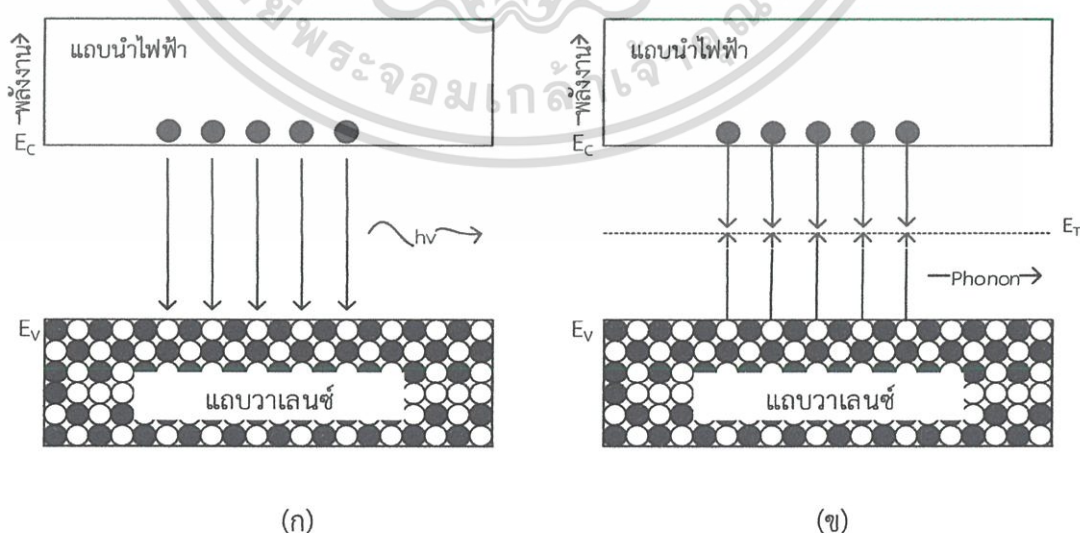 แถบนำไฟฟ้า
พลังงาน→
E_C
hν
E_V
แถบวาเลนซ์
(ก)
แถบนำไฟฟ้า
พลังงาน→
E_C
E_T
Phonon
E_V
แถบวาเลนซ์
(ข)